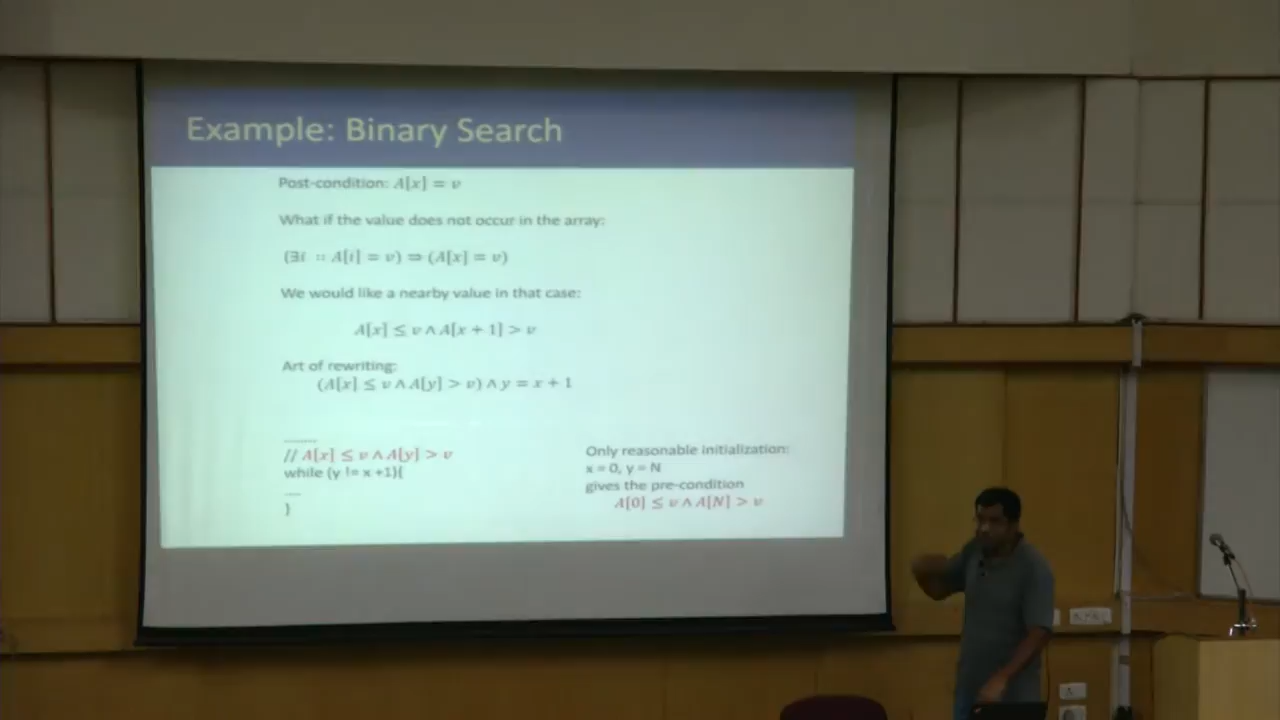 Example: Binary Search
Post-condition: A[x] = v
What if the value does not occur in the array:
(∃i :: A[i] = v) ⇒ (A[x] = v)
We would like a nearby value in that case:
A[x] ≤ v ∧ A[x + 1] > v
Art of rewriting:
(A[x] ≤ v ∧ A[y] > v) ∧ y = x + 1
........
// A[x] ≤ v ∧ A[y] > v
while (y != x +1){
....
}
Only reasonable initialization:
x = 0, y = N
gives the pre-condition
A[0] ≤ v ∧ A[N] > v